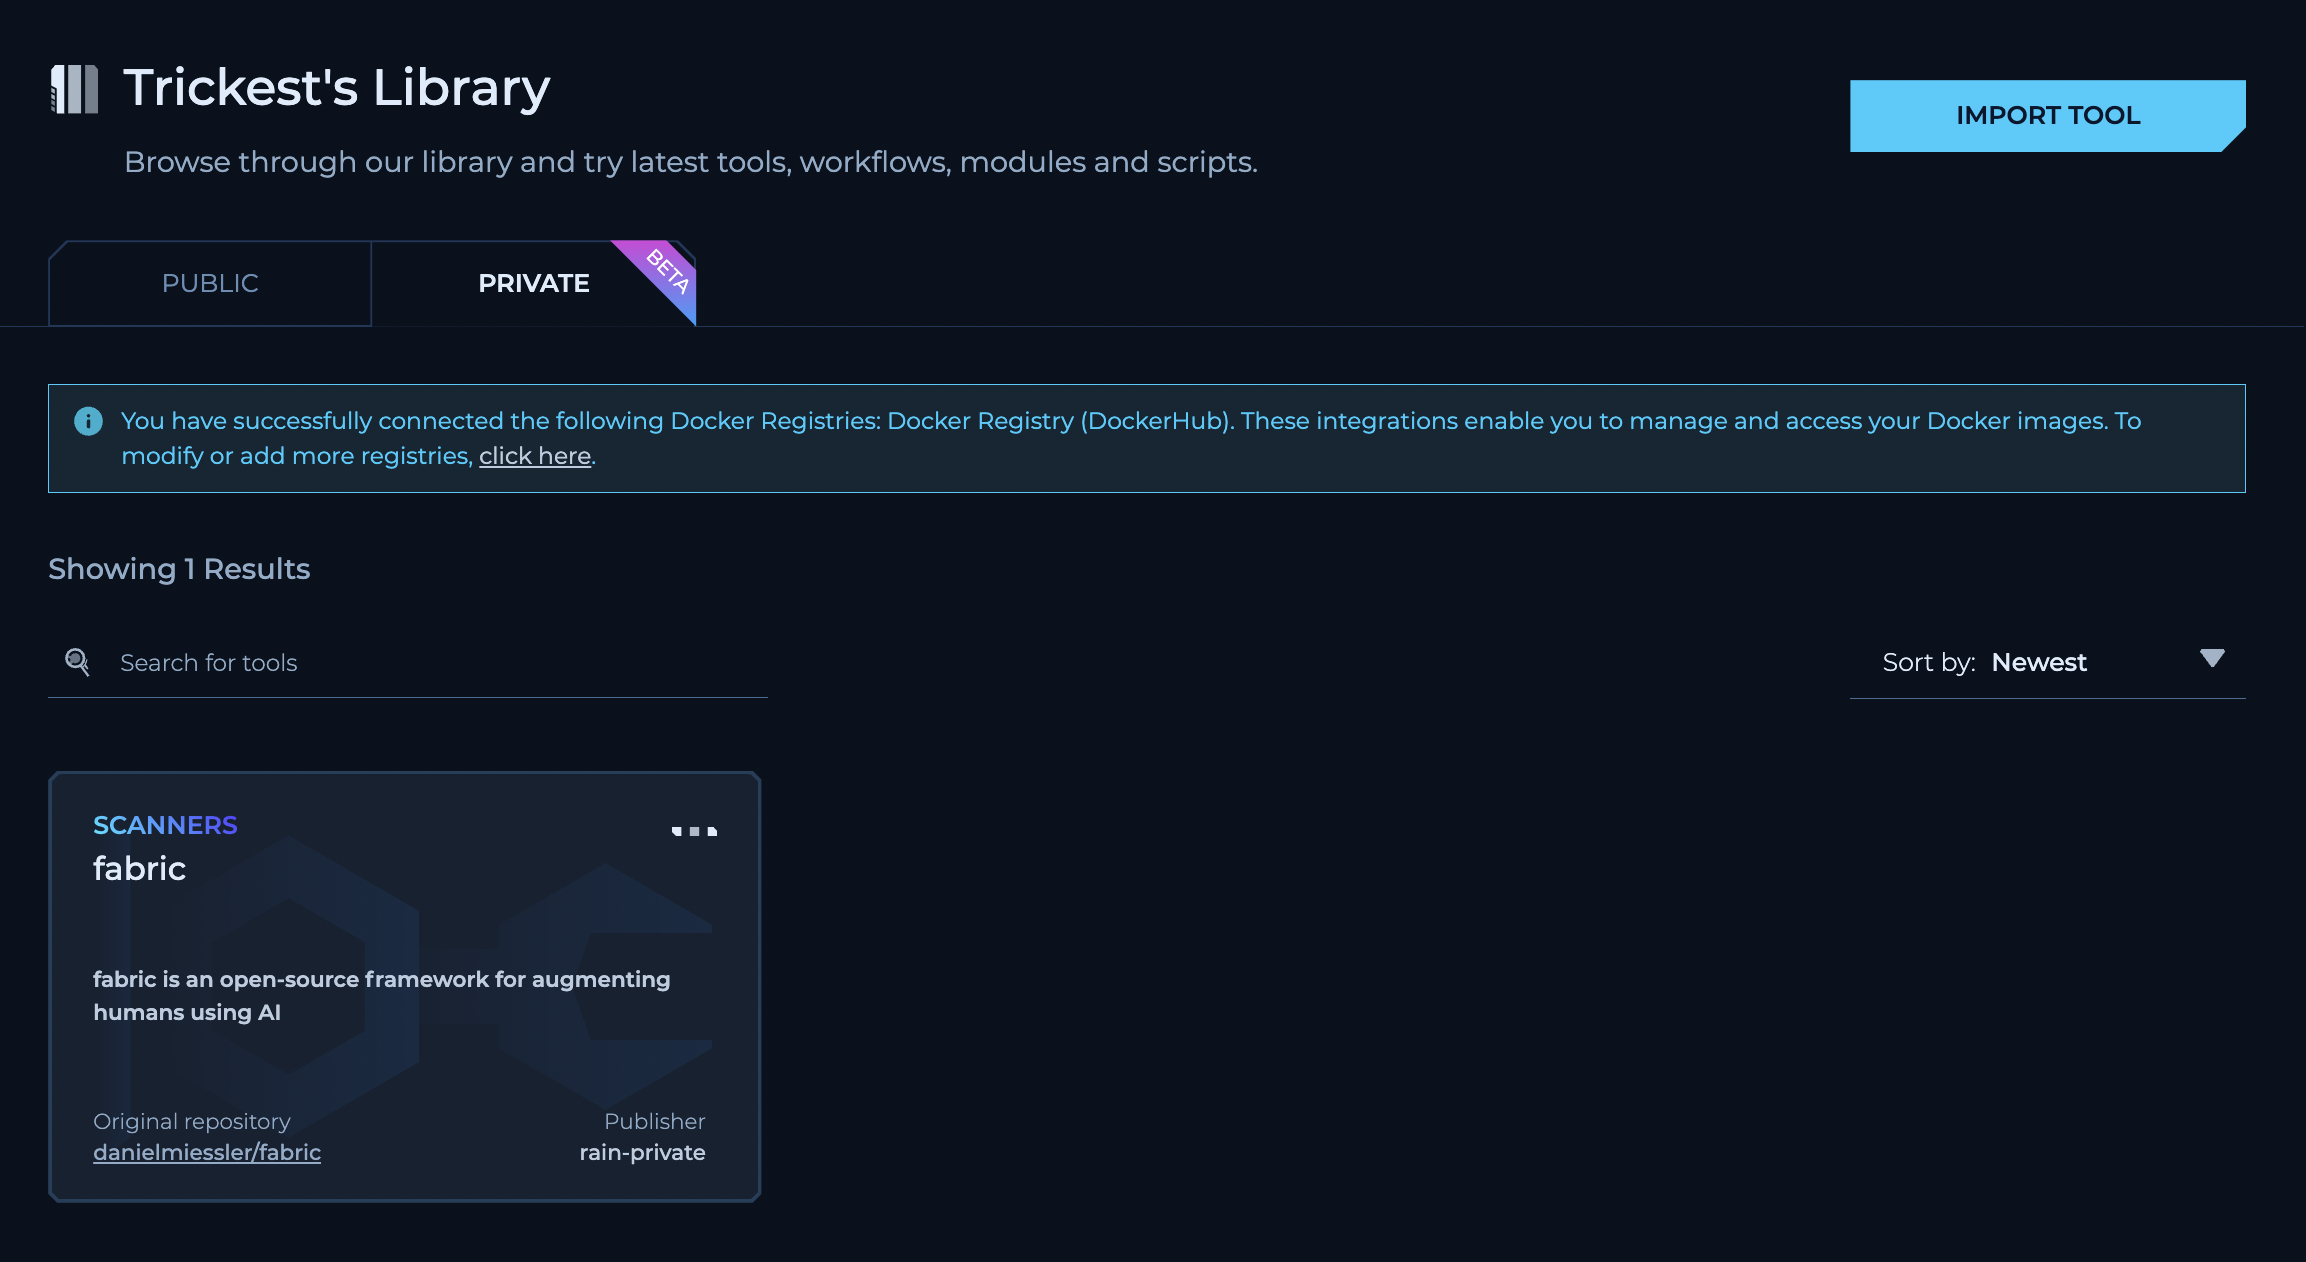 Trickest's Library
IMPORT TOOL
Browse through our library and try latest tools, workflows, modules and scripts.
PUBLIC
PRIVATE
BETA
You have successfully connected the following Docker Registries: Docker Registry (DockerHub). These integrations enable you to manage and access your Docker images. To
modify or add more registries, click here.
Showing 1 Results
Search for tools
Sort by: Newest
SCANNERS
fabric
fabric is an open-source framework for augmenting
humans using AI
Original repository
danielmiessler/fabric
Publisher
rain-private